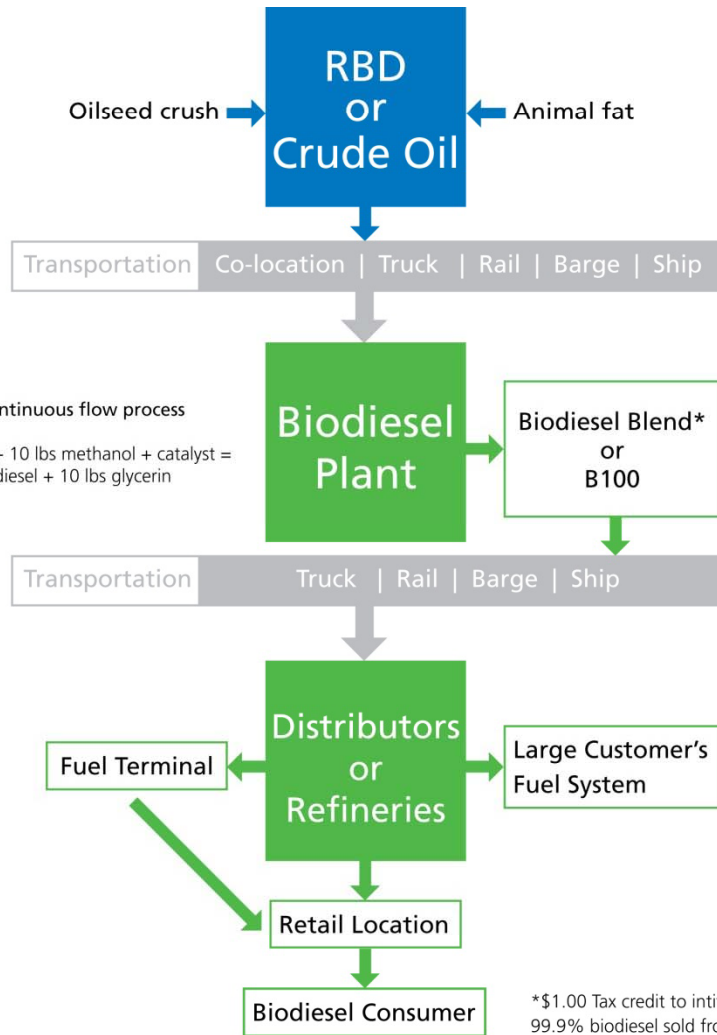 RBD
or
Crude Oil
Oilseed crush
Animal fat
Transportation Co-location | Truck | Rail | Barge | Ship
continuous flow process
10 lbs methanol + catalyst =
diesel + 10 lbs glycerin
Biodiesel
Plant
Biodiesel Blend*
or
B100
Transportation Truck | Rail | Barge | Ship
Distributors
or
Refineries
Fuel Terminal
Large Customer's
Fuel System
Retail Location
Biodiesel Consumer
*$1.00 Tax credit to
99.9% biodiesel sold